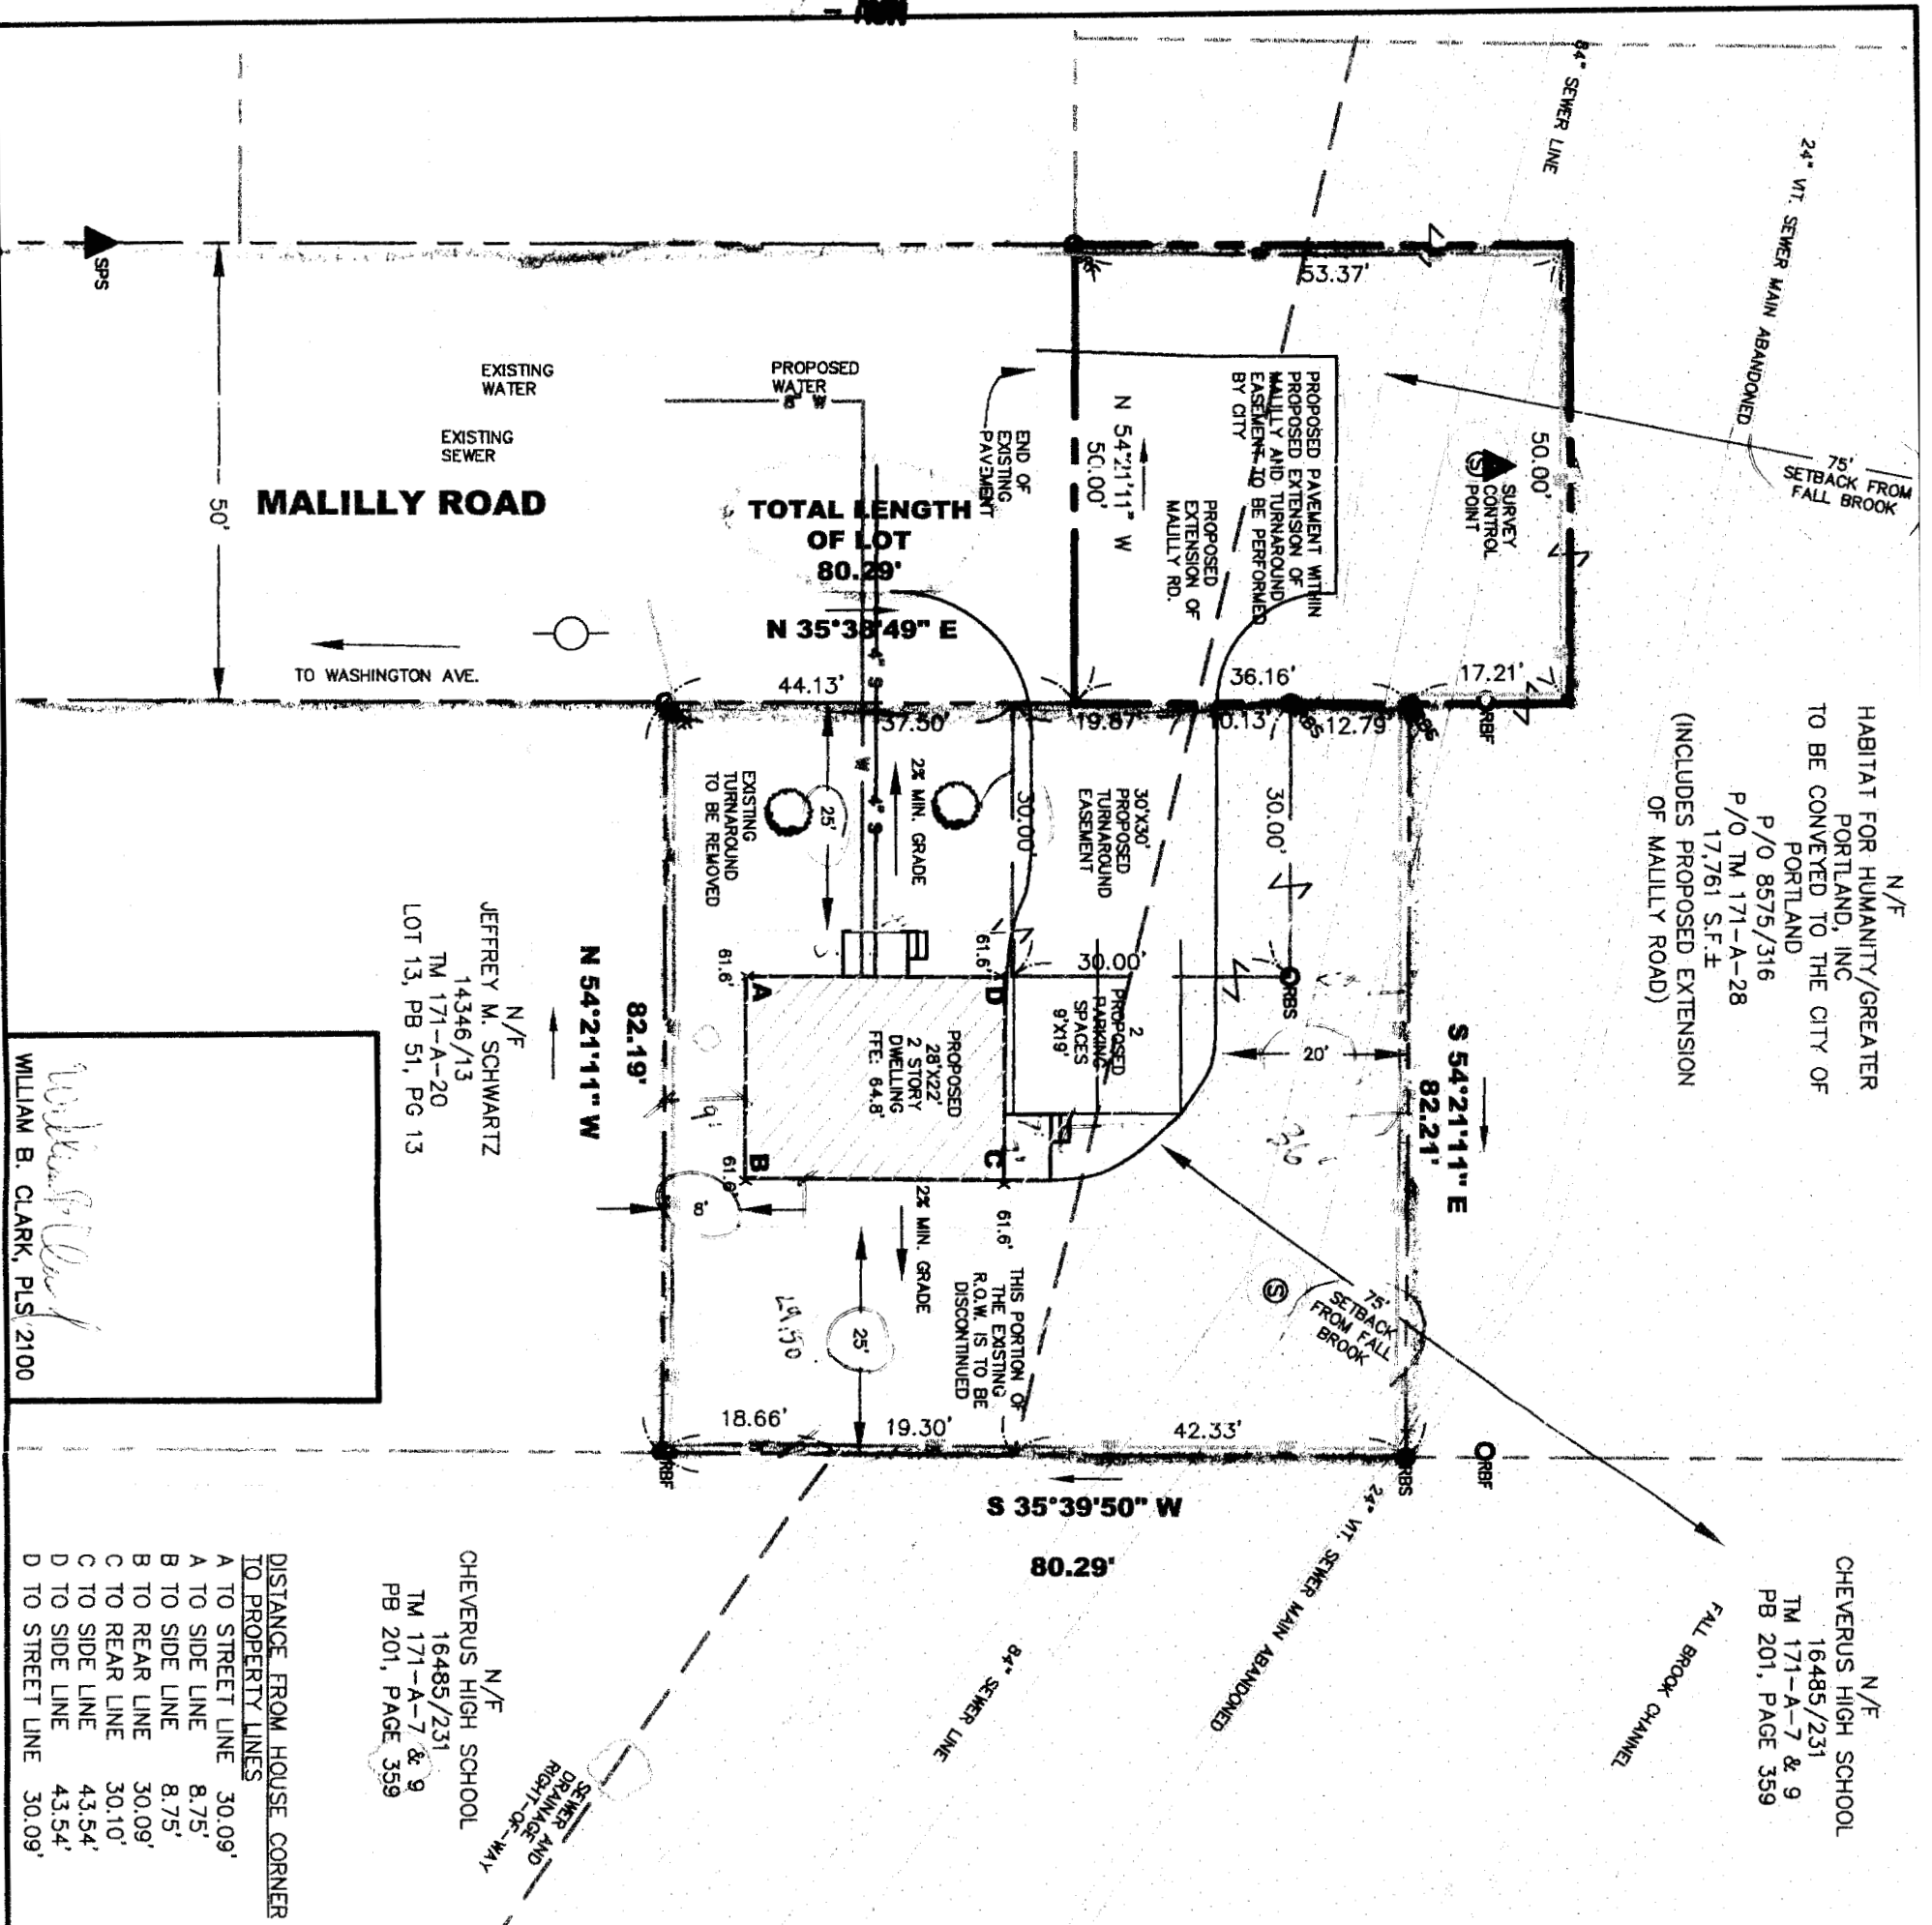 84" SEWER LINE
24" VIT. SEWER MAIN ABANDONED
75'
SETBACK FROM
FALL BROOK
SPS
53.37'
50.00'
SURVEY
CONTROL
POINT
S
EXISTING
WATER
PROPOSED
WATER
8" W
EXISTING
SEWER
MALILLY ROAD
50'
END OF
EXISTING
PAVEMENT
N 54°21'11" W
50.00'
PROPOSED PAVEMENT WITHIN
PROPOSED EXTENSION OF
MALILLY AND TURNAROUND
EASEMENT TO BE PERFORMED
BY CITY
PROPOSED
EXTENSION OF
MALILLY RD.
TOTAL LENGTH
OF LOT
80.29'
N 35°38'49" E
TO WASHINGTON AVE.
44.13'
36.16'
17.21'
37.50'
19.87'
10.13'
12.79'
RBS
RBF
N/F
HABITAT FOR HUMANITY/GREATER
PORTLAND, INC
TO BE CONVEYED TO THE CITY OF
PORTLAND
P/O 8575/316
P/O TM 171-A-28
17,761 S.F.±
(INCLUDES PROPOSED EXTENSION
OF MALILLY ROAD)
EXISTING
TURNAROUND
TO BE REMOVED
25'
W
4" S
4" S
2% MIN. GRADE
30.00'
30'X30'
PROPOSED
TURNAROUND
EASEMENT
30.00'
30.00'
RBS
61.6'
61.6'
A
D
B
C
PROPOSED
28'X22'
2 STORY
DWELLING
FFE: 64.8'
2
PROPOSED
PARKING
SPACES
9'X19'
20'
S 54°21'11" E
82.21'
N 54°21'11" W
82.19'
N/F
JEFFREY M. SCHWARTZ
14346/13
TM 171-A-20
LOT 13, PB 51, PG 13
9'
7'
36'
61.6'
8'
61.6'
2% MIN. GRADE
25'
29.50
THIS PORTION OF
THE EXISTING
R.O.W. IS TO BE
DISCONTINUED
S
75'
SETBACK
FROM FALL
BROOK
18.66'
19.30'
42.33'
RBF
RBS
RBF
S 35°39'50" W
80.29'
24" VIT. SEWER MAIN ABANDONED
84" SEWER LINE
FALL BROOK CHANNEL
SEWER AND
DRAINAGE
RIGHT-OF-WAY
N/F
CHEVERUS HIGH SCHOOL
16485/231
TM 171-A-7 & 9
PB 201, PAGE 359
N/F
CHEVERUS HIGH SCHOOL
16485/231
TM 171-A-7 & 9
PB 201, PAGE 359
William B. Clark
WILLIAM B. CLARK, PLS 2100
DISTANCE FROM HOUSE CORNER
TO PROPERTY LINES
A TO STREET LINE 30.09'
A TO SIDE LINE 8.75'
B TO SIDE LINE 8.75'
B TO REAR LINE 30.09'
C TO REAR LINE 30.10'
C TO SIDE LINE 43.54'
D TO SIDE LINE 43.54'
D TO STREET LINE 30.09'